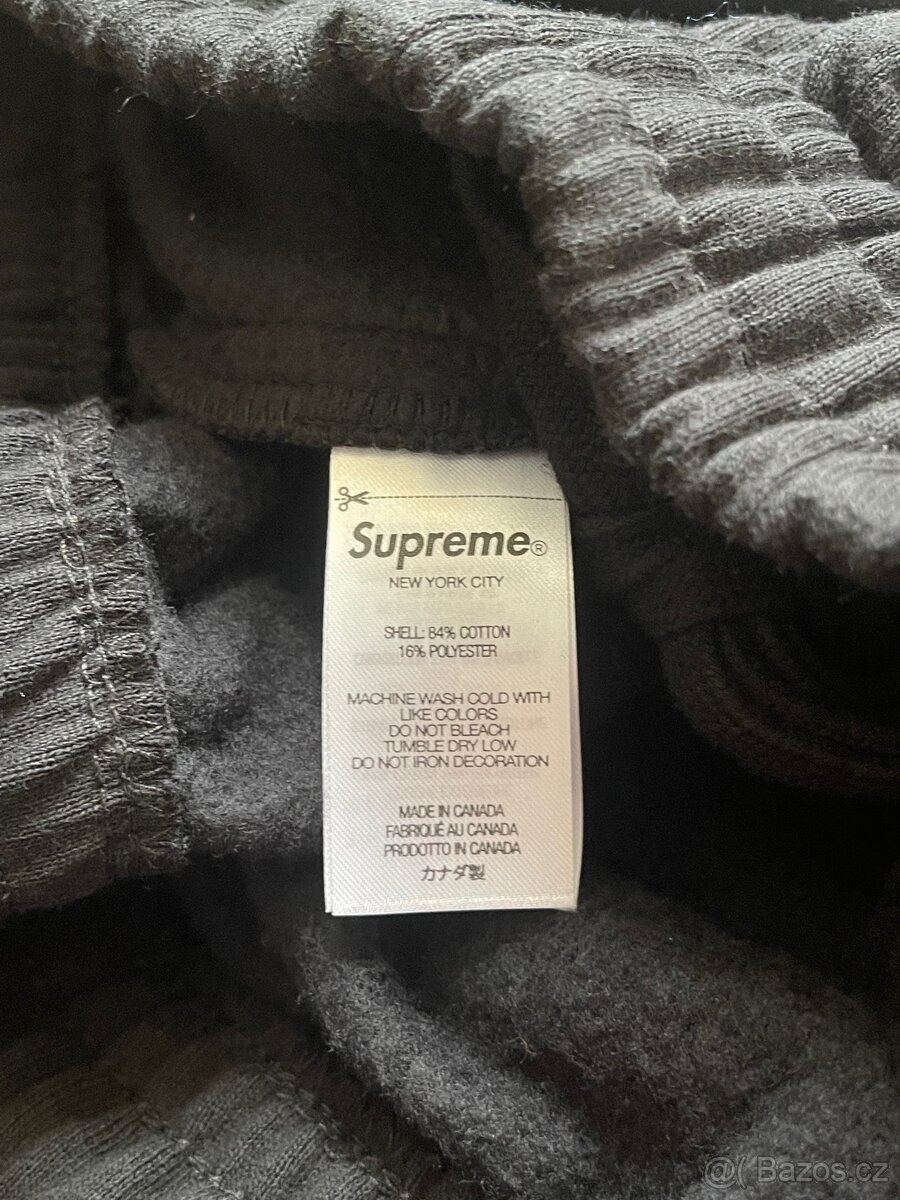 Supreme®
NEW YORK CITY
SHELL: 84% COTTON
16% POLYESTER
MACHINE WASH COLD WITH
LIKE COLORS
DO NOT BLEACH
TUMBLE DRY LOW
DO NOT IRON DECORATION
MADE IN CANADA
FABRIQUÉ AU CANADA
PRODOTTO IN CANADA
カナダ製
@( Bazos.cz